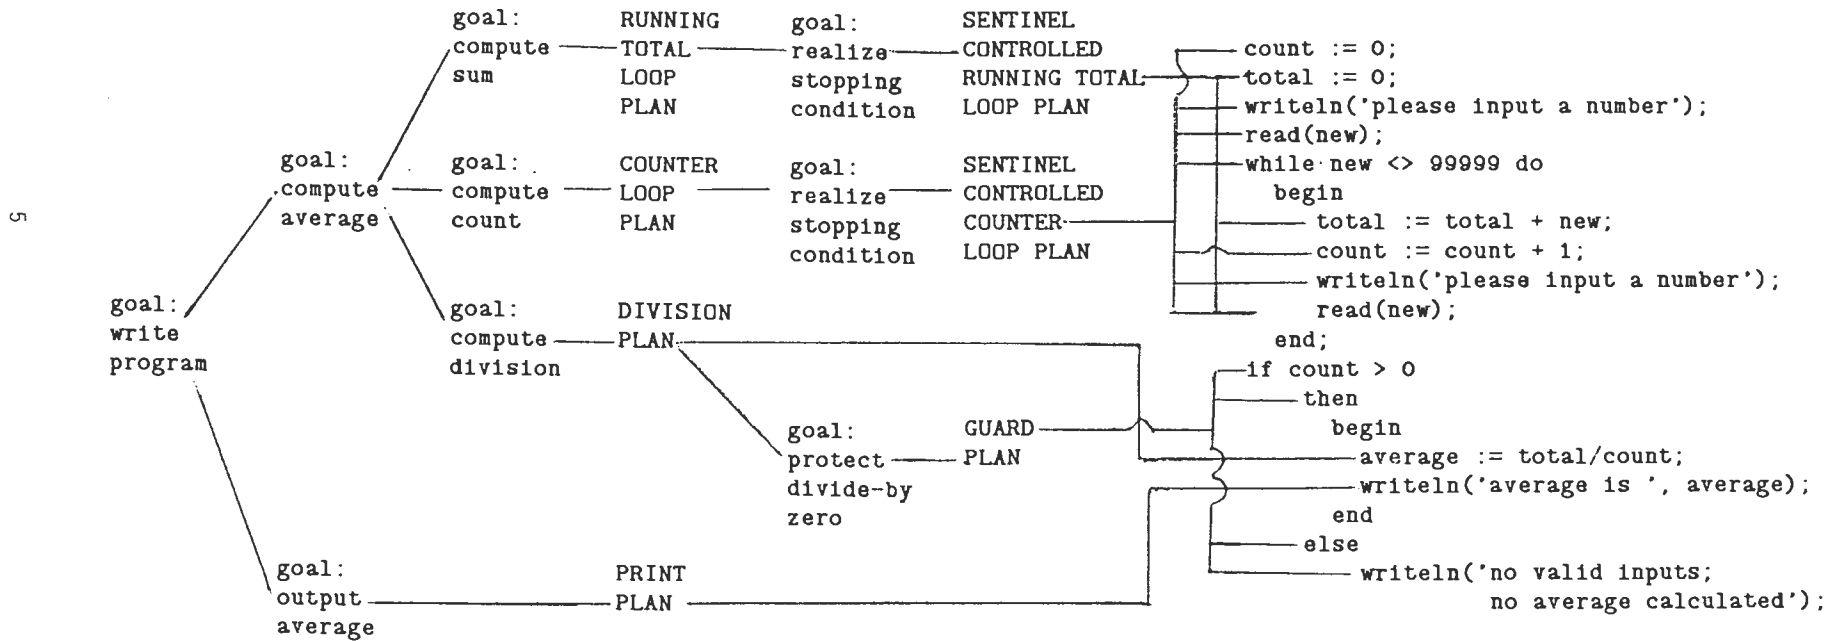 goal:
compute
sum
RUNNING
TOTAL
LOOP
PLAN
goal:
realize
stopping
condition
SENTINEL
CONTROLLED
RUNNING TOTAL
LOOP PLAN
goal:
compute
average
goal:
compute
count
COUNTER
LOOP
PLAN
goal:
realize
stopping
condition
SENTINEL
CONTROLLED
COUNTER
LOOP PLAN
5
goal:
write
program
goal:
compute
division
DIVISION
PLAN
goal:
protect
divide-by
zero
GUARD
PLAN
goal:
output
average
PRINT
PLAN
count := 0;
total := 0;
writeln('please input a number');
read(new);
while new <> 99999 do
begin
total := total + new;
count := count + 1;
writeln('please input a number');
read(new);
end;
if count > 0
then
begin
average := total/count;
writeln('average is ', average);
end
else
writeln('no valid inputs;
no average calculated');